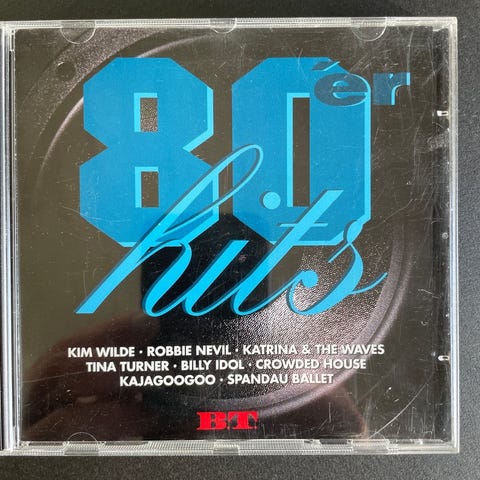 80'er
hits
KIM WILDE · ROBBIE NEVIL · KATRINA & THE WAVES
TINA TURNER · BILLY IDOL · CROWDED HOUSE
KAJAGOOGOO · SPANDAU BALLET
B.T.